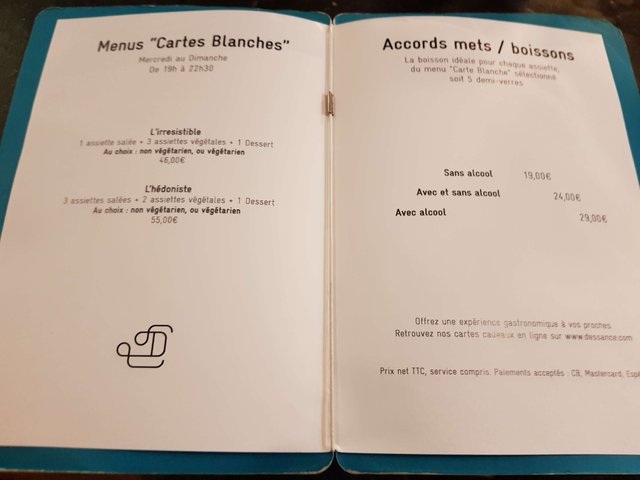 Menus "Cartes Blanches"
Mercredi au Dimanche
De 19h à 22h30
L'irresistible
1 assiette salée + 3 assiettes végétales + 1 Dessert
Au choix : non végétarien, ou végétarien
46,00€
L'hédoniste
3 assiettes salées + 2 assiettes végétales + 1 Dessert
Au choix : non végétarien, ou végétarien
55,00€
Accords mets / boissons
La boisson idéale pour chaque assiette,
du menu "Carte Blanche" sélectionné
soit 5 demi-verres
Sans alcool 19,00€
Avec et sans alcool 24,00€
Avec alcool 29,00€
Offrez une expérience gastronomique à vos proches
Retrouvez nos cartes cadeaux en ligne sur www.dessance.com
Prix net TTC, service compris. Paiements acceptés : CB, Mastercard, Esp